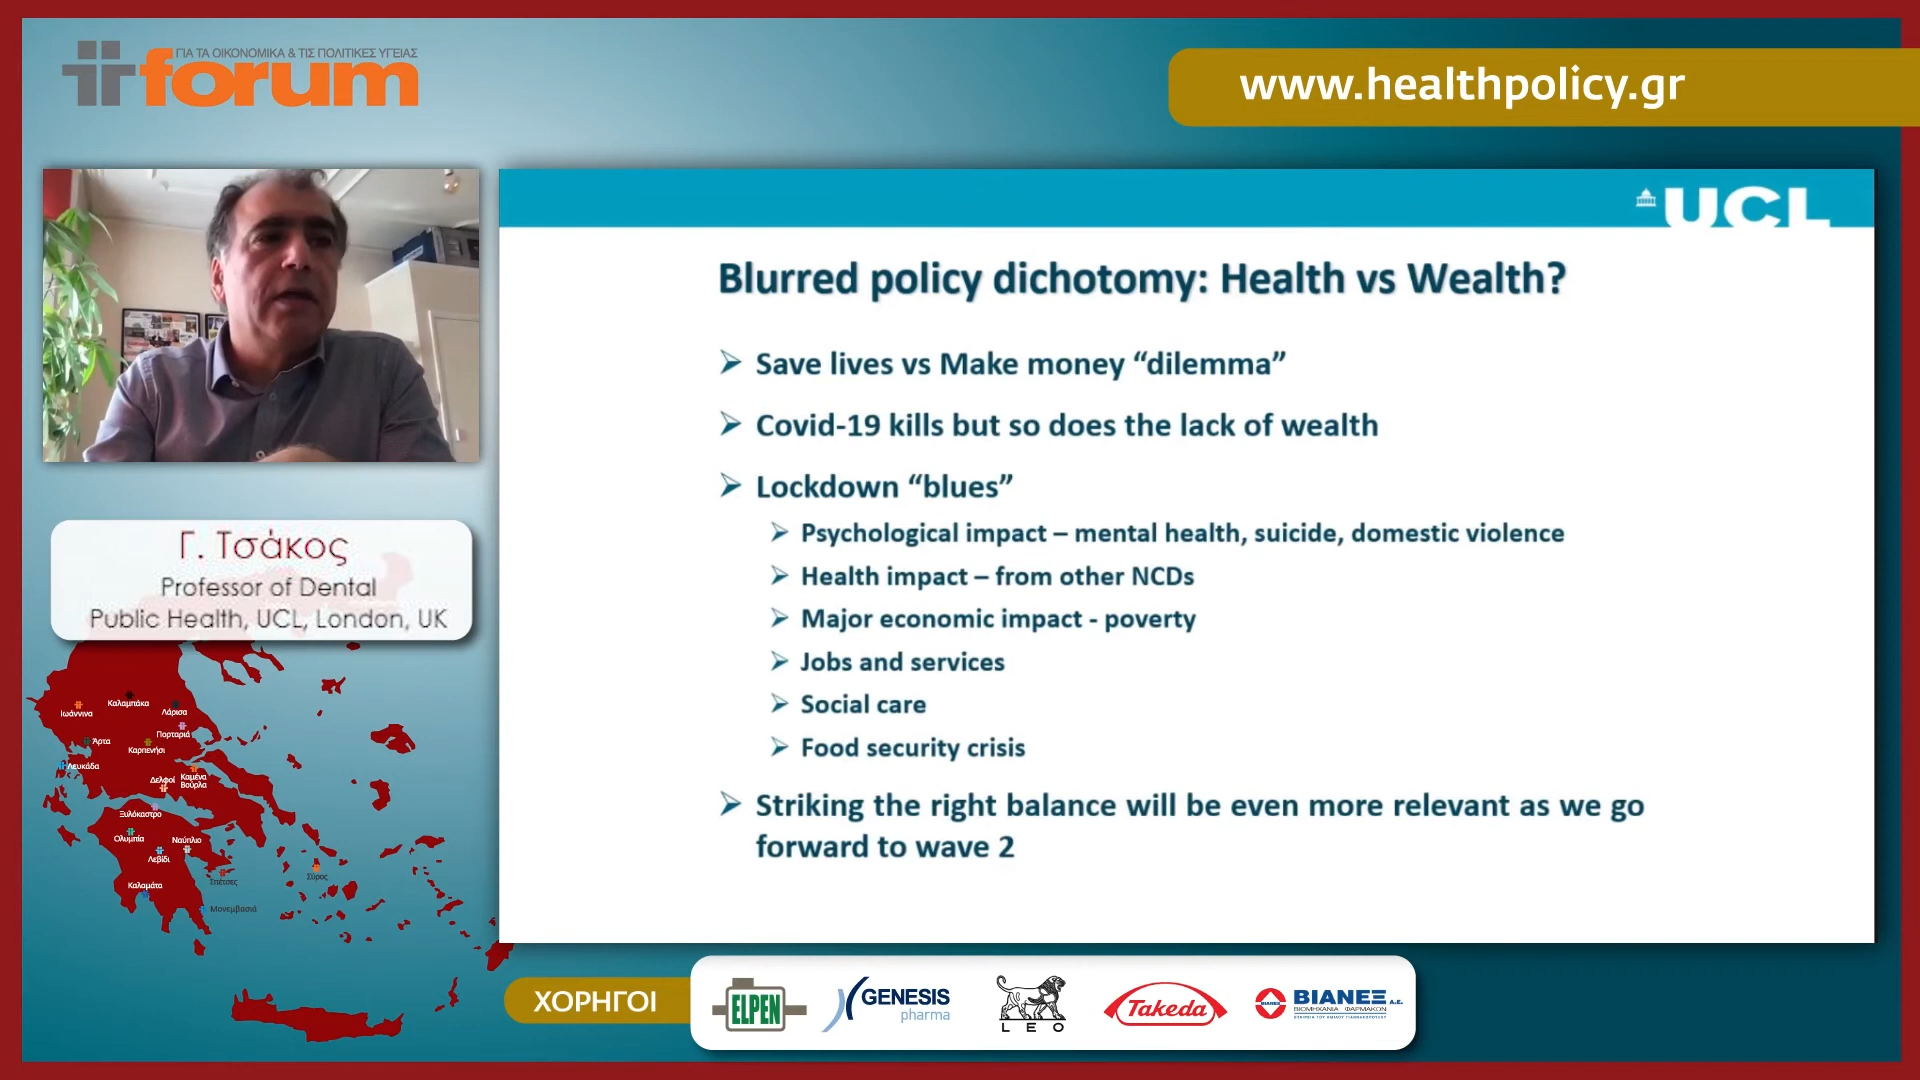 ΓΙΑ ΤΑ ΟΙΚΟΝΟΜΙΚΑ & ΤΙΣ ΠΟΛΙΤΙΚΕΣ ΥΓΕΙΑΣ
forum
www.healthpolicy.gr
UCL
Blurred policy dichotomy: Health vs Wealth?
➢ Save lives vs Make money “dilemma”
➢ Covid-19 kills but so does the lack of wealth
➢ Lockdown “blues”
➢ Psychological impact – mental health, suicide, domestic violence
➢ Health impact – from other NCDs
➢ Major economic impact - poverty
➢ Jobs and services
➢ Social care
➢ Food security crisis
➢ Striking the right balance will be even more relevant as we go
forward to wave 2
Γ. Τσάκος
Professor of Dental
Public Health, UCL, London, UK
Ιωάννινα
Καλαμπάκα
Λάρισα
Πορταριά
Άρτα
Καρπενήσι
Λευκάδα
Δελφοί
Καμένα
Βούρλα
Ξυλόκαστρο
Ολυμπία
Ναύπλιο
Λεβίδι
Καλαμάτα
Σπέτσες
Σύρος
Μονεμβασιά
ΧΟΡΗΓΟΙ
ELPEN
GENESIS
pharma
LEO
Takeda
ΒΙΑΝΕΞ
ΒΙΑΝΕΞ Α.Ε.
ΒΙΟΜΗΧΑΝΙΑ ΦΑΡΜΑΚΩΝ